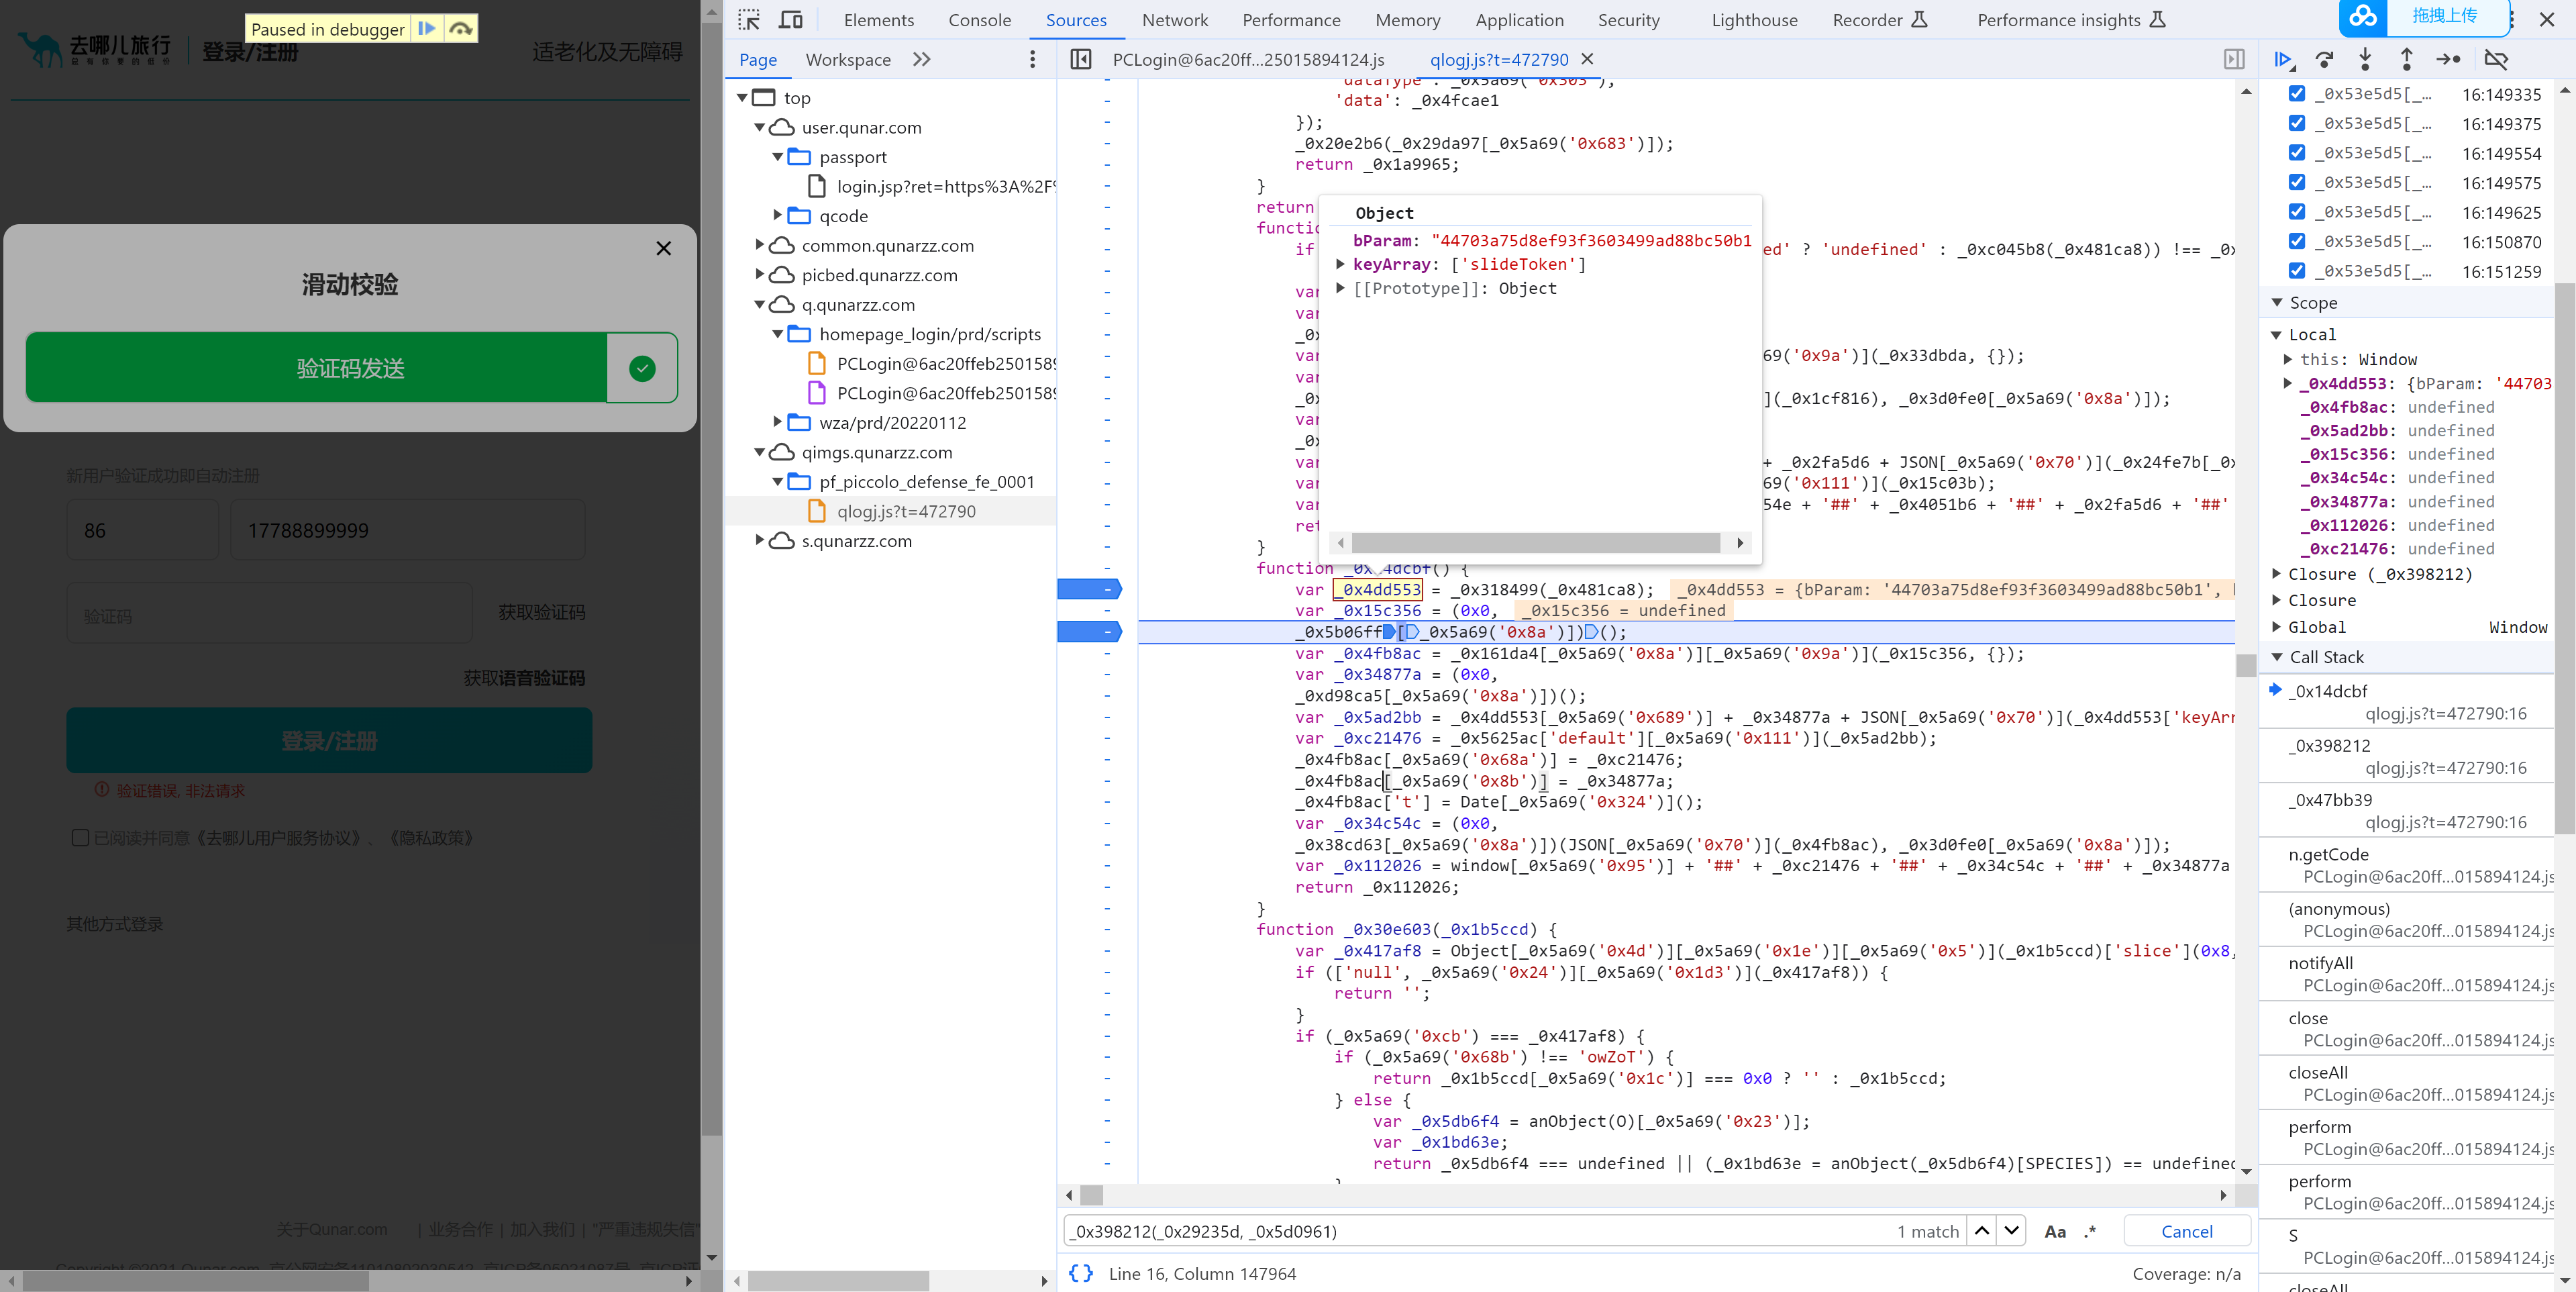 Paused in debugger
去哪儿旅行
总有你要的低价
登录/注册
适老化及无障碍
滑动校验
验证码发送
新用户验证成功即自动注册
86
17788899999
验证码
获取验证码
获取语音验证码
登录/注册
验证错误, 非法请求
已阅读并同意《去哪儿用户服务协议》、《隐私政策》
其他方式登录
关于Qunar.com | 业务合作 | 加入我们 | "严重违规失信"
Elements Console Sources Network Performance Memory Application Security Lighthouse Recorder Performance insights
拖拽上传
Page Workspace
PCLogin@6ac20ff...25015894124.js qlogj.js?t=472790
top
user.qunar.com
passport
login.jsp?ret=https%3A%2F%
qcode
common.qunarzz.com
picbed.qunarzz.com
q.qunarzz.com
homepage_login/prd/scripts
PCLogin@6ac20ffeb2501589
PCLogin@6ac20ffeb2501589
wza/prd/20220112
qimgs.qunarzz.com
pf_piccolo_defense_fe_0001
qlogj.js?t=472790
s.qunarzz.com
'dataType': _0x5a69('0x303'),
'data': _0x4fcae1
});
_0x20e2b6(_0x29da97[_0x5a69('0x683')]);
return _0x1a9965;
}
return
functio
if
ed' ? 'undefined' : _0xc045b8(_0x481ca8)) !== _0x
var
var
_0x
var
69('0x9a')](_0x33dbda, {});
var
_0x
](_0x1cf816), _0x3d0fe0[_0x5a69('0x8a')]);
var
_0x
var
+ _0x2fa5d6 + JSON[_0x5a69('0x70')](_0x24fe7b[_0x
var
69('0x111')](_0x15c03b);
var
54e + '##' + _0x4051b6 + '##' + _0x2fa5d6 + '##'
ret
}
Object
bParam: "44703a75d8ef93f3603499ad88bc50b1
keyArray: ['slideToken']
[[Prototype]]: Object
function _0x14dcbf() {
var _0x4dd553 = _0x318499(_0x481ca8); _0x4dd553 = {bParam: '44703a75d8ef93f3603499ad88bc50b1',
var _0x15c356 = (0x0, _0x15c356 = undefined
_0x5b06ff[_0x5a69('0x8a')])();
var _0x4fb8ac = _0x161da4[_0x5a69('0x8a')][_0x5a69('0x9a')](_0x15c356, {});
var _0x34877a = (0x0,
_0xd98ca5[_0x5a69('0x8a')])();
var _0x5ad2bb = _0x4dd553[_0x5a69('0x689')] + _0x34877a + JSON[_0x5a69('0x70')](_0x4dd553['keyArr
var _0xc21476 = _0x5625ac['default'][_0x5a69('0x111')](_0x5ad2bb);
_0x4fb8ac[_0x5a69('0x68a')] = _0xc21476;
_0x4fb8ac[_0x5a69('0x8b')] = _0x34877a;
_0x4fb8ac['t'] = Date[_0x5a69('0x324')]();
var _0x34c54c = (0x0,
_0x38cd63[_0x5a69('0x8a')])(JSON[_0x5a69('0x70')](_0x4fb8ac), _0x3d0fe0[_0x5a69('0x8a')]);
var _0x112026 = window[_0x5a69('0x95')] + '##' + _0xc21476 + '##' + _0x34c54c + '##' + _0x34877a
return _0x112026;
}
function _0x30e603(_0x1b5ccd) {
var _0x417af8 = Object[_0x5a69('0x4d')][_0x5a69('0x1e')][_0x5a69('0x5')](_0x1b5ccd)['slice'](0x8,
if (['null', _0x5a69('0x24')][_0x5a69('0x1d3')](_0x417af8)) {
return '';
}
if (_0x5a69('0xcb') === _0x417af8) {
if (_0x5a69('0x68b') !== 'owZoT') {
return _0x1b5ccd[_0x5a69('0x1c')] === 0x0 ? '' : _0x1b5ccd;
} else {
var _0x5db6f4 = anObject(O)[_0x5a69('0x23')];
var _0x1bd63e;
return _0x5db6f4 === undefined || (_0x1bd63e = anObject(_0x5db6f4)[SPECIES]) == undefined
_0x398212(_0x29235d, _0x5d0961)
1 match
Aa .* Cancel
{} Line 16, Column 147964
Coverage: n/a
_0x53e5d5[_… 16:149335
_0x53e5d5[_… 16:149375
_0x53e5d5[_… 16:149554
_0x53e5d5[_… 16:149575
_0x53e5d5[_… 16:149625
_0x53e5d5[_… 16:150870
_0x53e5d5[_… 16:151259
Scope
Local
this: Window
_0x4dd553: {bParam: '44703
_0x4fb8ac: undefined
_0x5ad2bb: undefined
_0x15c356: undefined
_0x34c54c: undefined
_0x34877a: undefined
_0x112026: undefined
_0xc21476: undefined
Closure (_0x398212)
Closure
Global Window
Call Stack
_0x14dcbf
qlogj.js?t=472790:16
_0x398212
qlogj.js?t=472790:16
_0x47bb39
qlogj.js?t=472790:16
n.getCode
PCLogin@6ac20ff...015894124.js
(anonymous)
PCLogin@6ac20ff...015894124.js
notifyAll
PCLogin@6ac20ff...015894124.js
close
PCLogin@6ac20ff...015894124.js
closeAll
PCLogin@6ac20ff...015894124.js
perform
PCLogin@6ac20ff...015894124.js
perform
PCLogin@6ac20ff...015894124.js
S
PCLogin@6ac20ff...015894124.js
closeAll